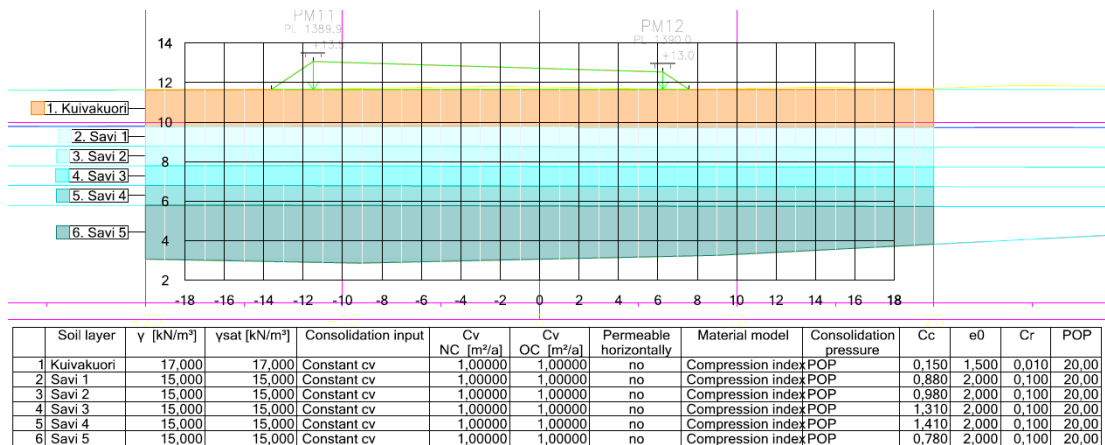 PM11
PL 1389.9
+13.5
PM12
PL 1390.0
+13.0
14
12
10
8
6
4
2
1. Kuivakuori
2. Savi 1
3. Savi 2
4. Savi 3
5. Savi 4
6. Savi 5
-18 -16 -14 -12 -10 -8 -6 -4 -2 0 2 4 6 8 10 12 14 16 18
Soil layer γ [kN/m³] γsat [kN/m³] Consolidation input Cv NC [m²/a] Cv OC [m²/a] Permeable horizontally Material model Consolidation pressure Cc e0 Cr POP
1 Kuivakuori 17,000 17,000 Constant cv 1,00000 1,00000 no Compression index POP 0,150 1,500 0,010 20,00
2 Savi 1 15,000 15,000 Constant cv 1,00000 1,00000 no Compression index POP 0,880 2,000 0,100 20,00
3 Savi 2 15,000 15,000 Constant cv 1,00000 1,00000 no Compression index POP 0,980 2,000 0,100 20,00
4 Savi 3 15,000 15,000 Constant cv 1,00000 1,00000 no Compression index POP 1,310 2,000 0,100 20,00
5 Savi 4 15,000 15,000 Constant cv 1,00000 1,00000 no Compression index POP 1,410 2,000 0,100 20,00
6 Savi 5 15,000 15,000 Constant cv 1,00000 1,00000 no Compression index POP 0,780 2,000 0,100 20,00